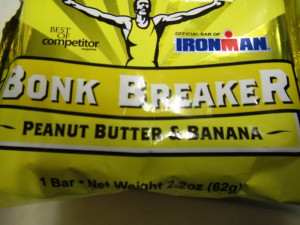 BEST OF
competitor
magazine
OFFICIAL BAR OF
IRONMAN
BONK BREAKER
PEANUT BUTTER & BANANA
1 Bar • Net Weight 2.2oz (62g)